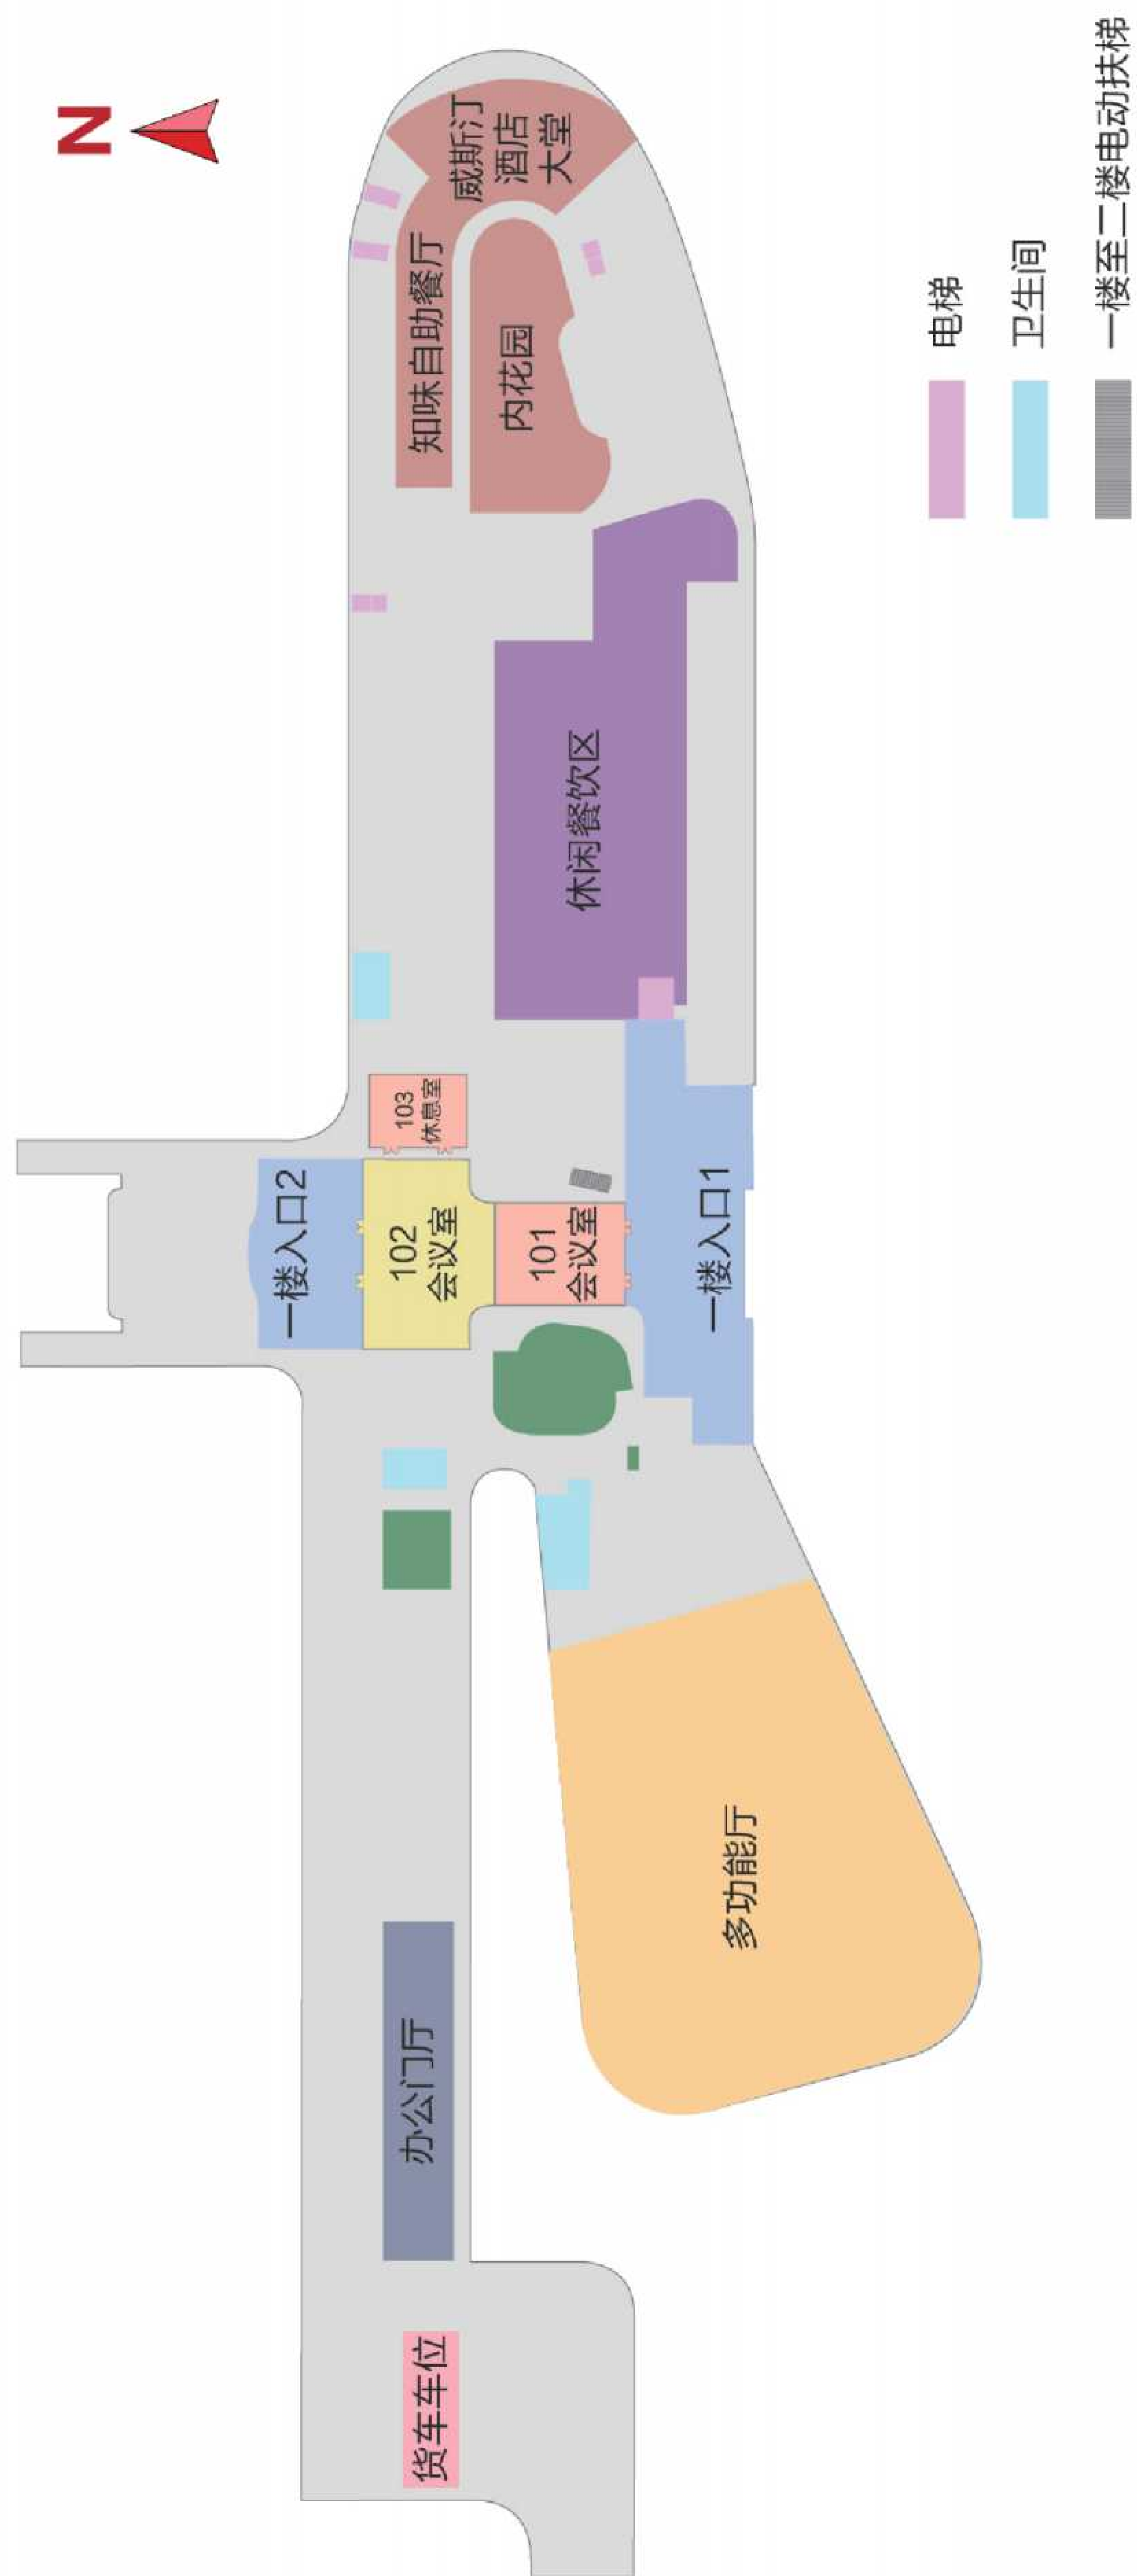 N
威斯汀
酒店
大堂
知味自助餐厅
内花园
休闲餐饮区
103
休息室
一楼入口2
102
会议室
101
会议室
一楼入口1
多功能厅
办公门厅
货车车位
电梯
卫生间
一楼至二楼电动扶梯